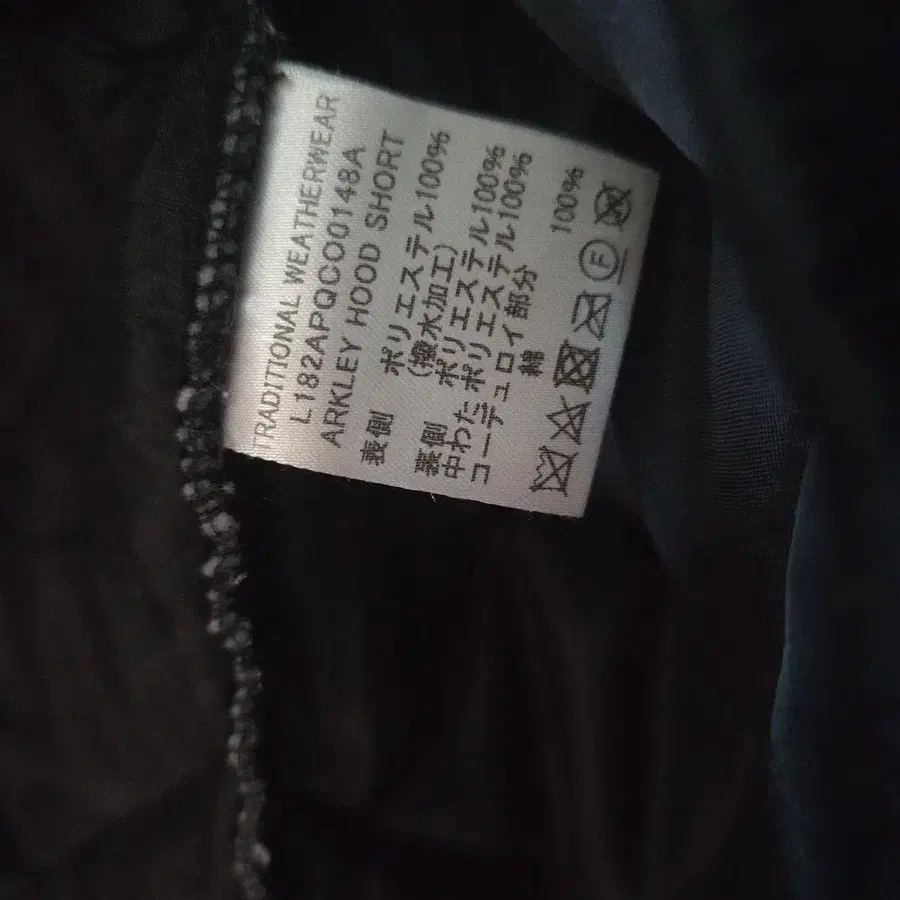 TRADITIONAL WEATHERWEAR
L182APQCO0148A
ARKLEY HOOD SHORT
表側 ポリエステル100%
(撥水加工)
裏側 ポリエステル100%
中わた ポリエステル100%
コーデュロイ部分
綿 100%
F